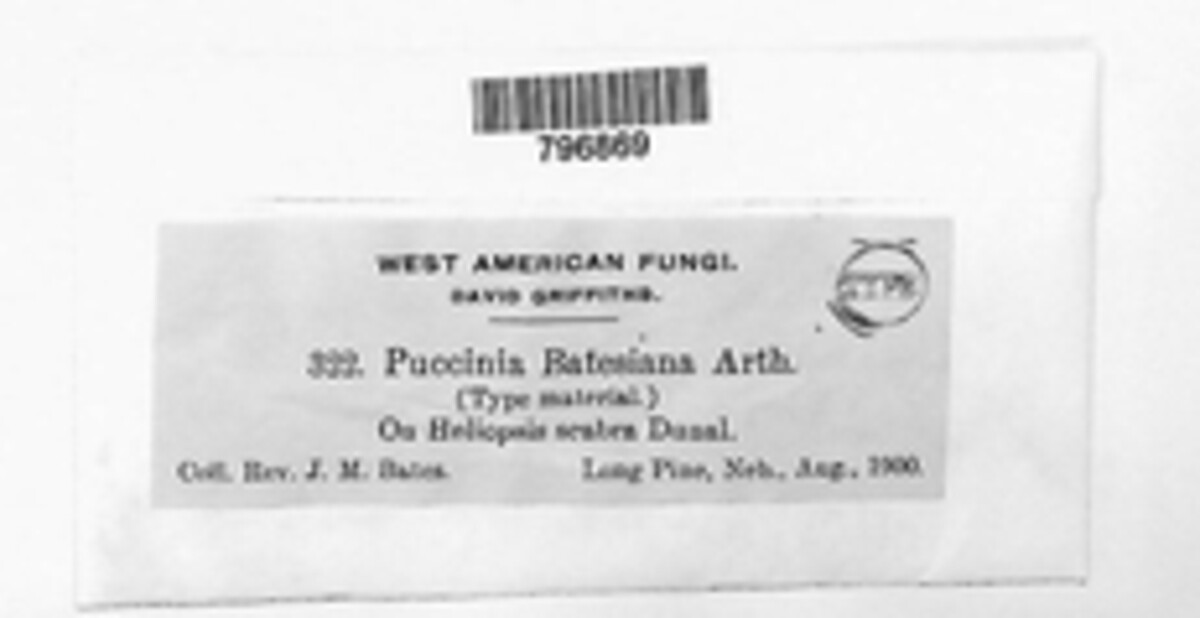 796869
WEST AMERICAN FUNGI.
DAVID GRIFFITHS.
TYPE
322. Puccinia Batesiana Arth.
(Type material.)
On Heliopsis scabra Dunal.
Coll. Rev. J. M. Bates. Long Pine, Neb., Aug., 1900.